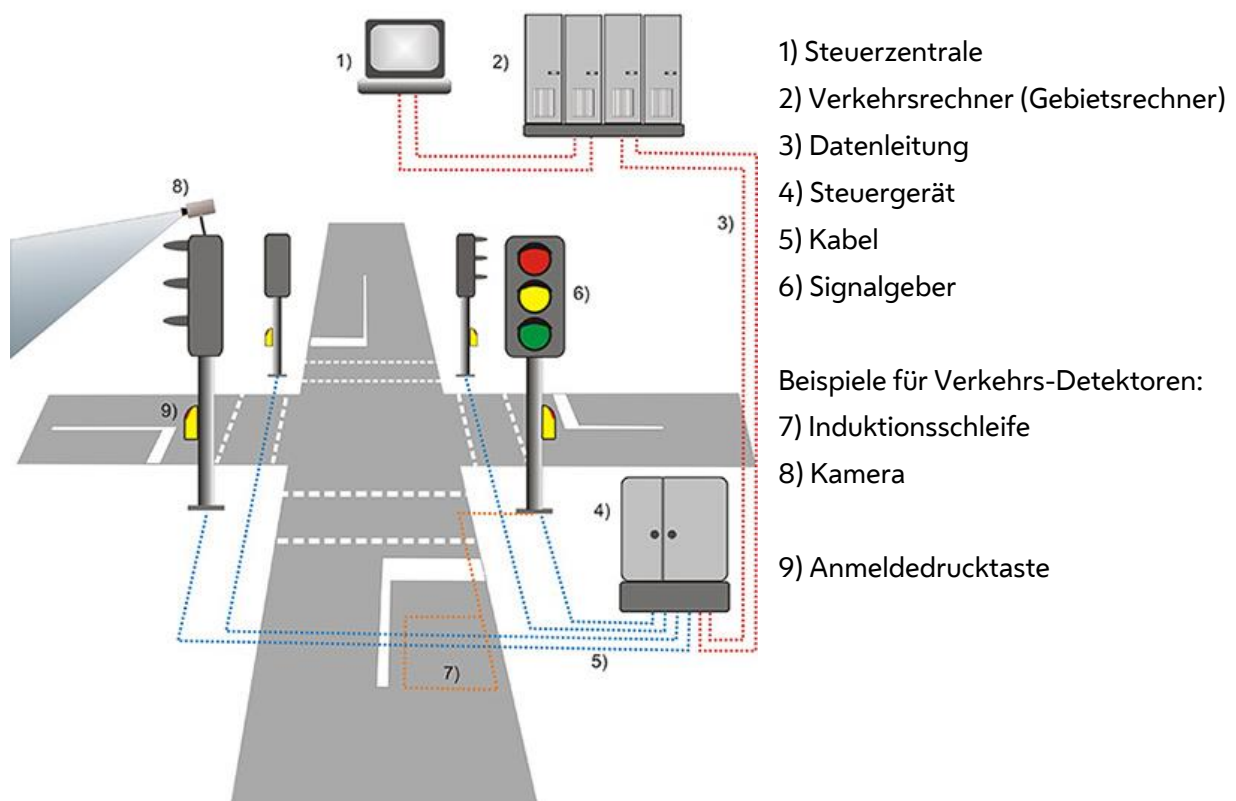 1)
2)
3)
4)
5)
6)
7)
8)
9)
1) Steuerzentrale
2) Verkehrsrechner (Gebietsrechner)
3) Datenleitung
4) Steuergerät
5) Kabel
6) Signalgeber
Beispiele für Verkehrs-Detektoren:
7) Induktionsschleife
8) Kamera
9) Anmeldedrucktaste